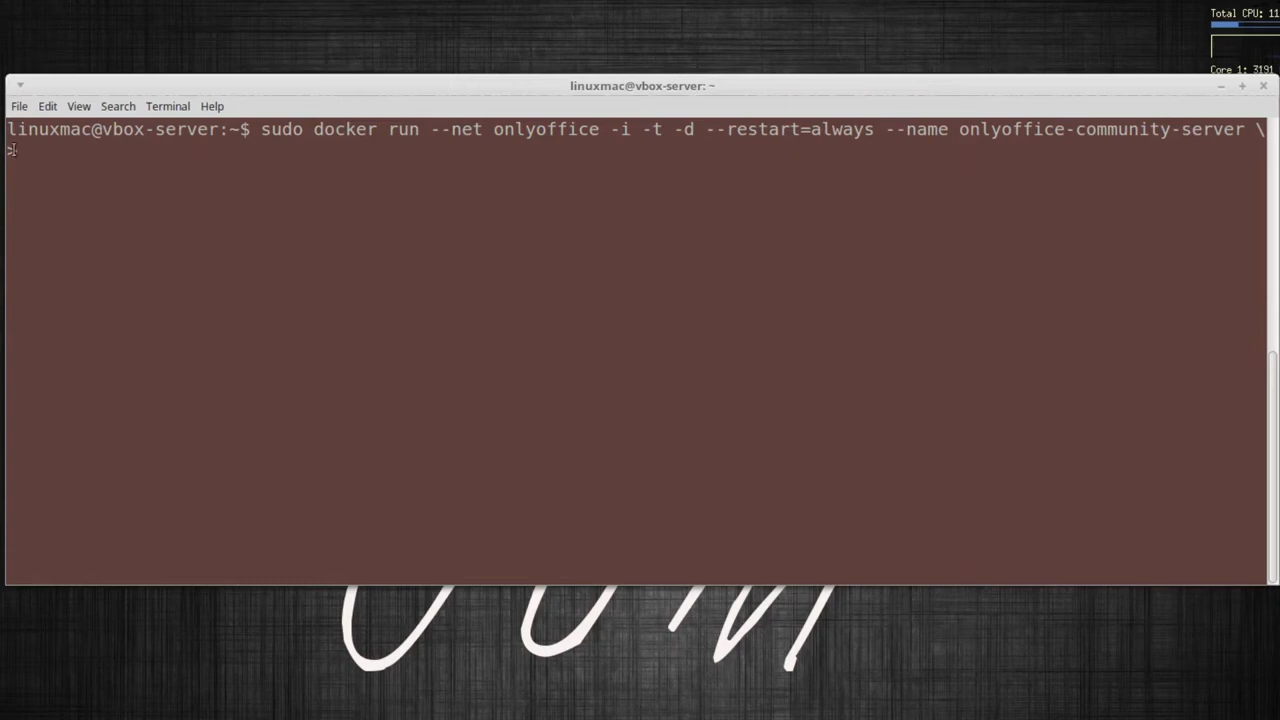 Total CPU: 11
Core 1: 3191
linuxmac@vbox-server: ~
File Edit View Search Terminal Help
linuxmac@vbox-server:~$ sudo docker run --net onlyoffice -i -t -d --restart=always --name onlyoffice-community-server \
>